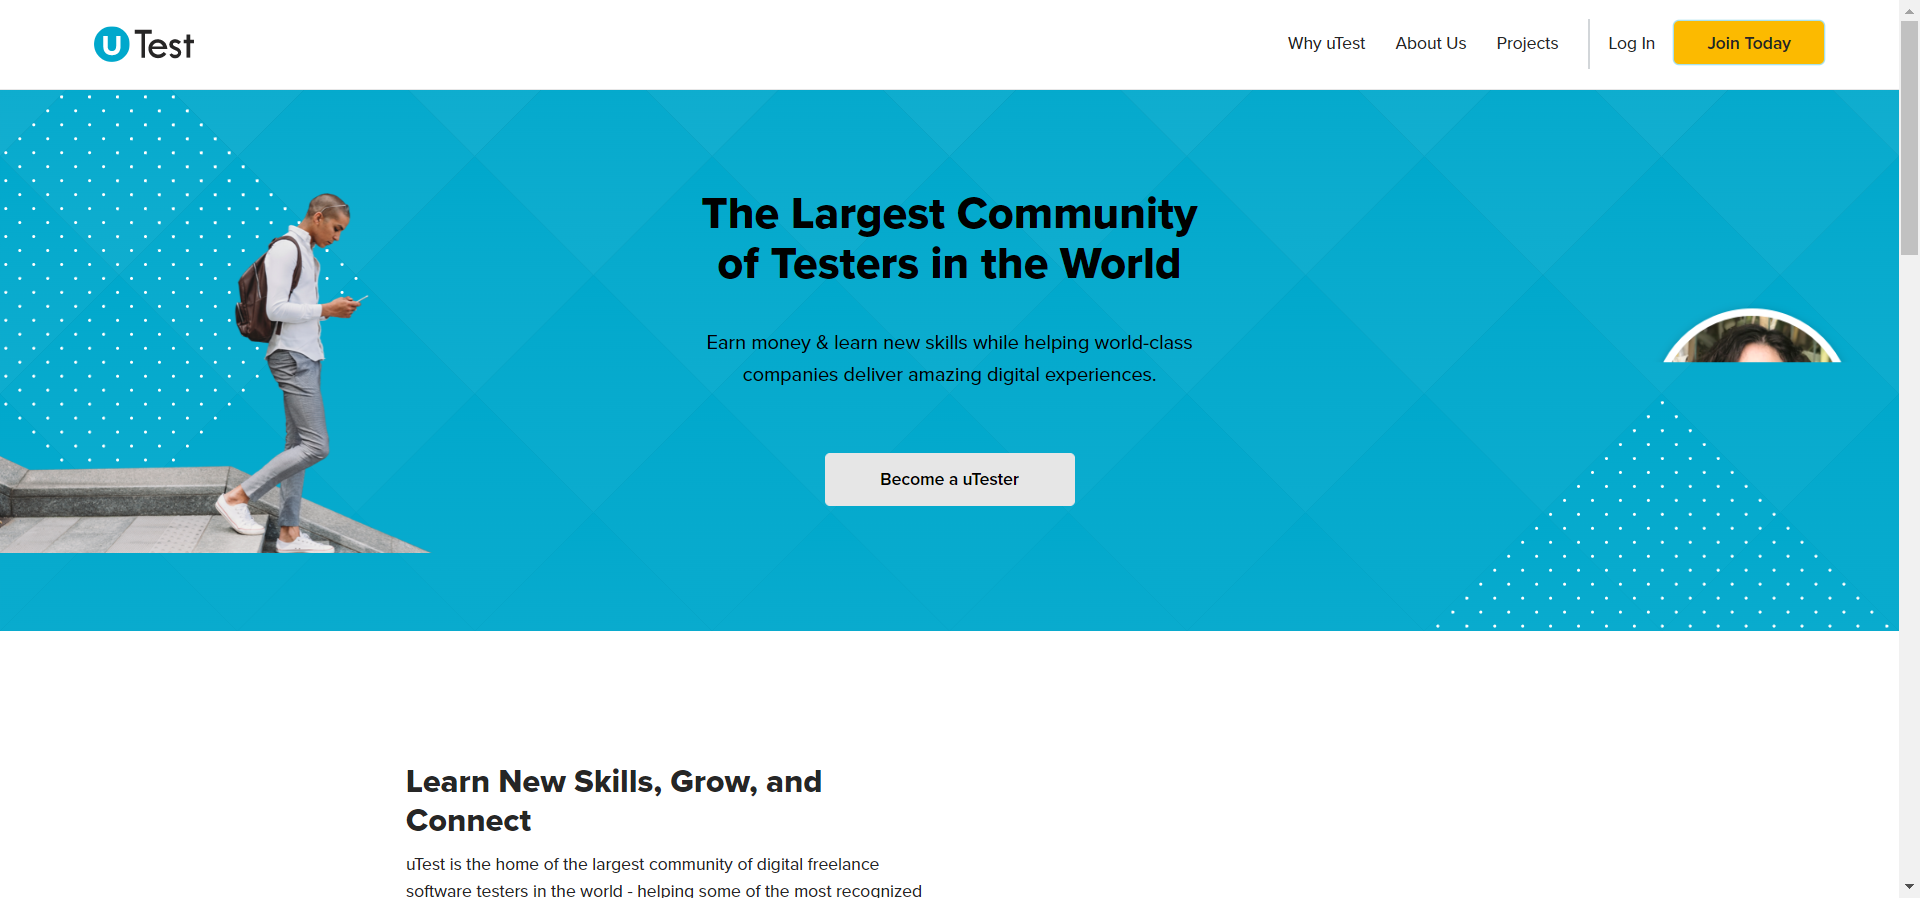 u Test
Why uTest
About Us
Projects
Log In
Join Today
The Largest Community
of Testers in the World
Earn money & learn new skills while helping world-class
companies deliver amazing digital experiences.
Become a uTester
Learn New Skills, Grow, and
Connect
uTest is the home of the largest community of digital freelance
software testers in the world - helping some of the most recognized